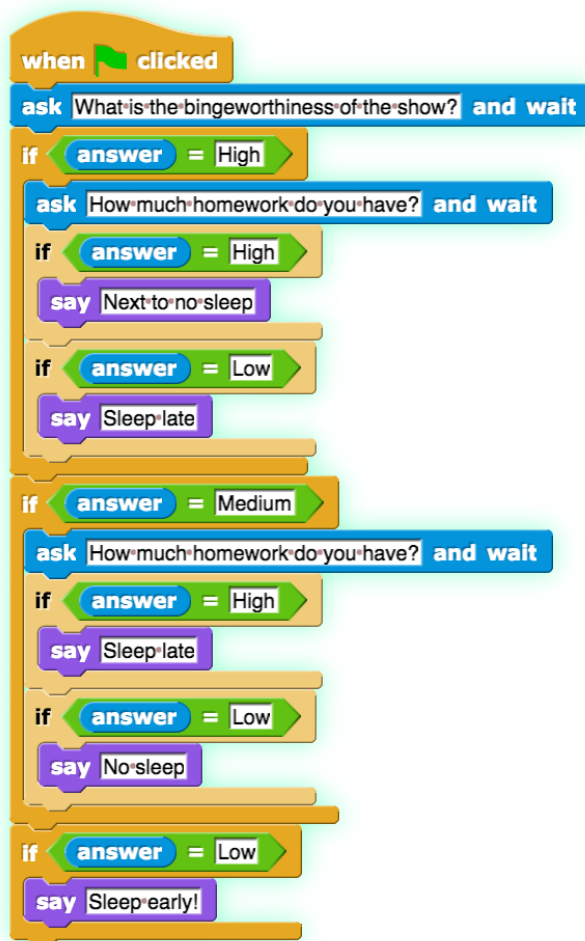 when clicked
ask What is the bingeworthiness of the show? and wait
if answer = High
ask How much homework do you have? and wait
if answer = High
say Next to no sleep
if answer = Low
say Sleep late
if answer = Medium
ask How much homework do you have? and wait
if answer = High
say Sleep late
if answer = Low
say No sleep
if answer = Low
say Sleep early!